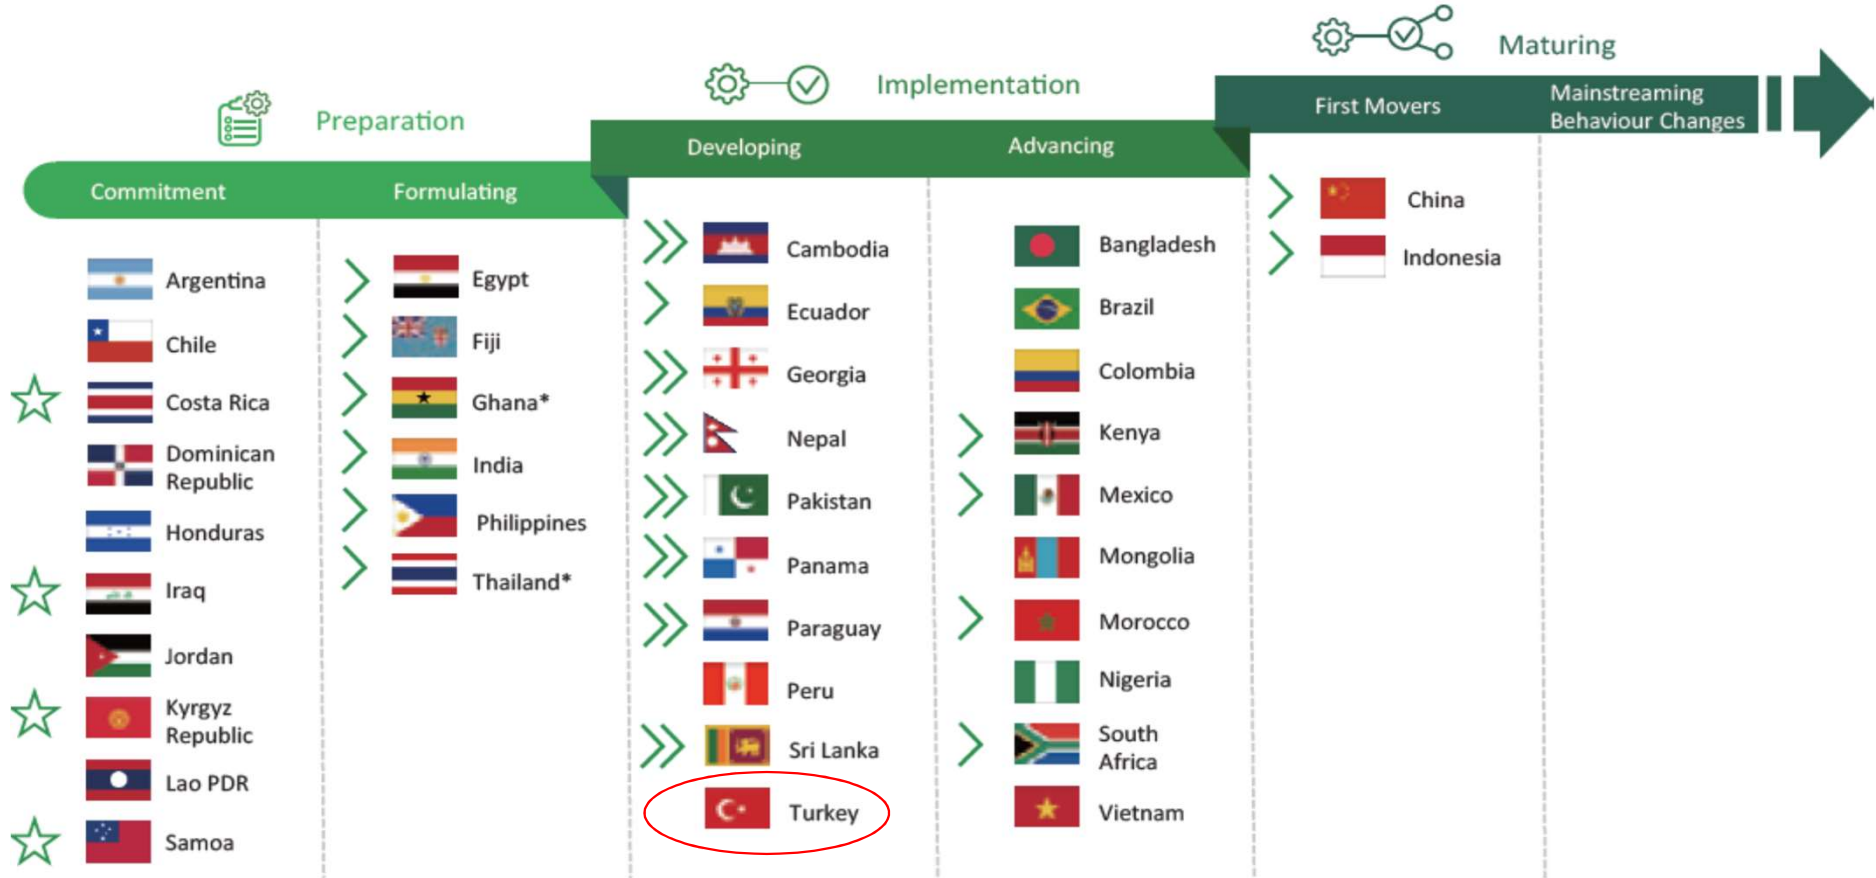 Preparation
Commitment
Formulating
Argentina
Chile
Costa Rica
Dominican
Republic
Honduras
Iraq
Jordan
Kyrgyz
Republic
Lao PDR
Samoa
Egypt
Fiji
Ghana*
India
Philippines
Thailand*
Implementation
Developing
Advancing
Cambodia
Ecuador
Georgia
Nepal
Pakistan
Panama
Paraguay
Peru
Sri Lanka
Turkey
Bangladesh
Brazil
Colombia
Kenya
Mexico
Mongolia
Morocco
Nigeria
South
Africa
Vietnam
Maturing
First Movers
Mainstreaming
Behaviour Changes
China
Indonesia